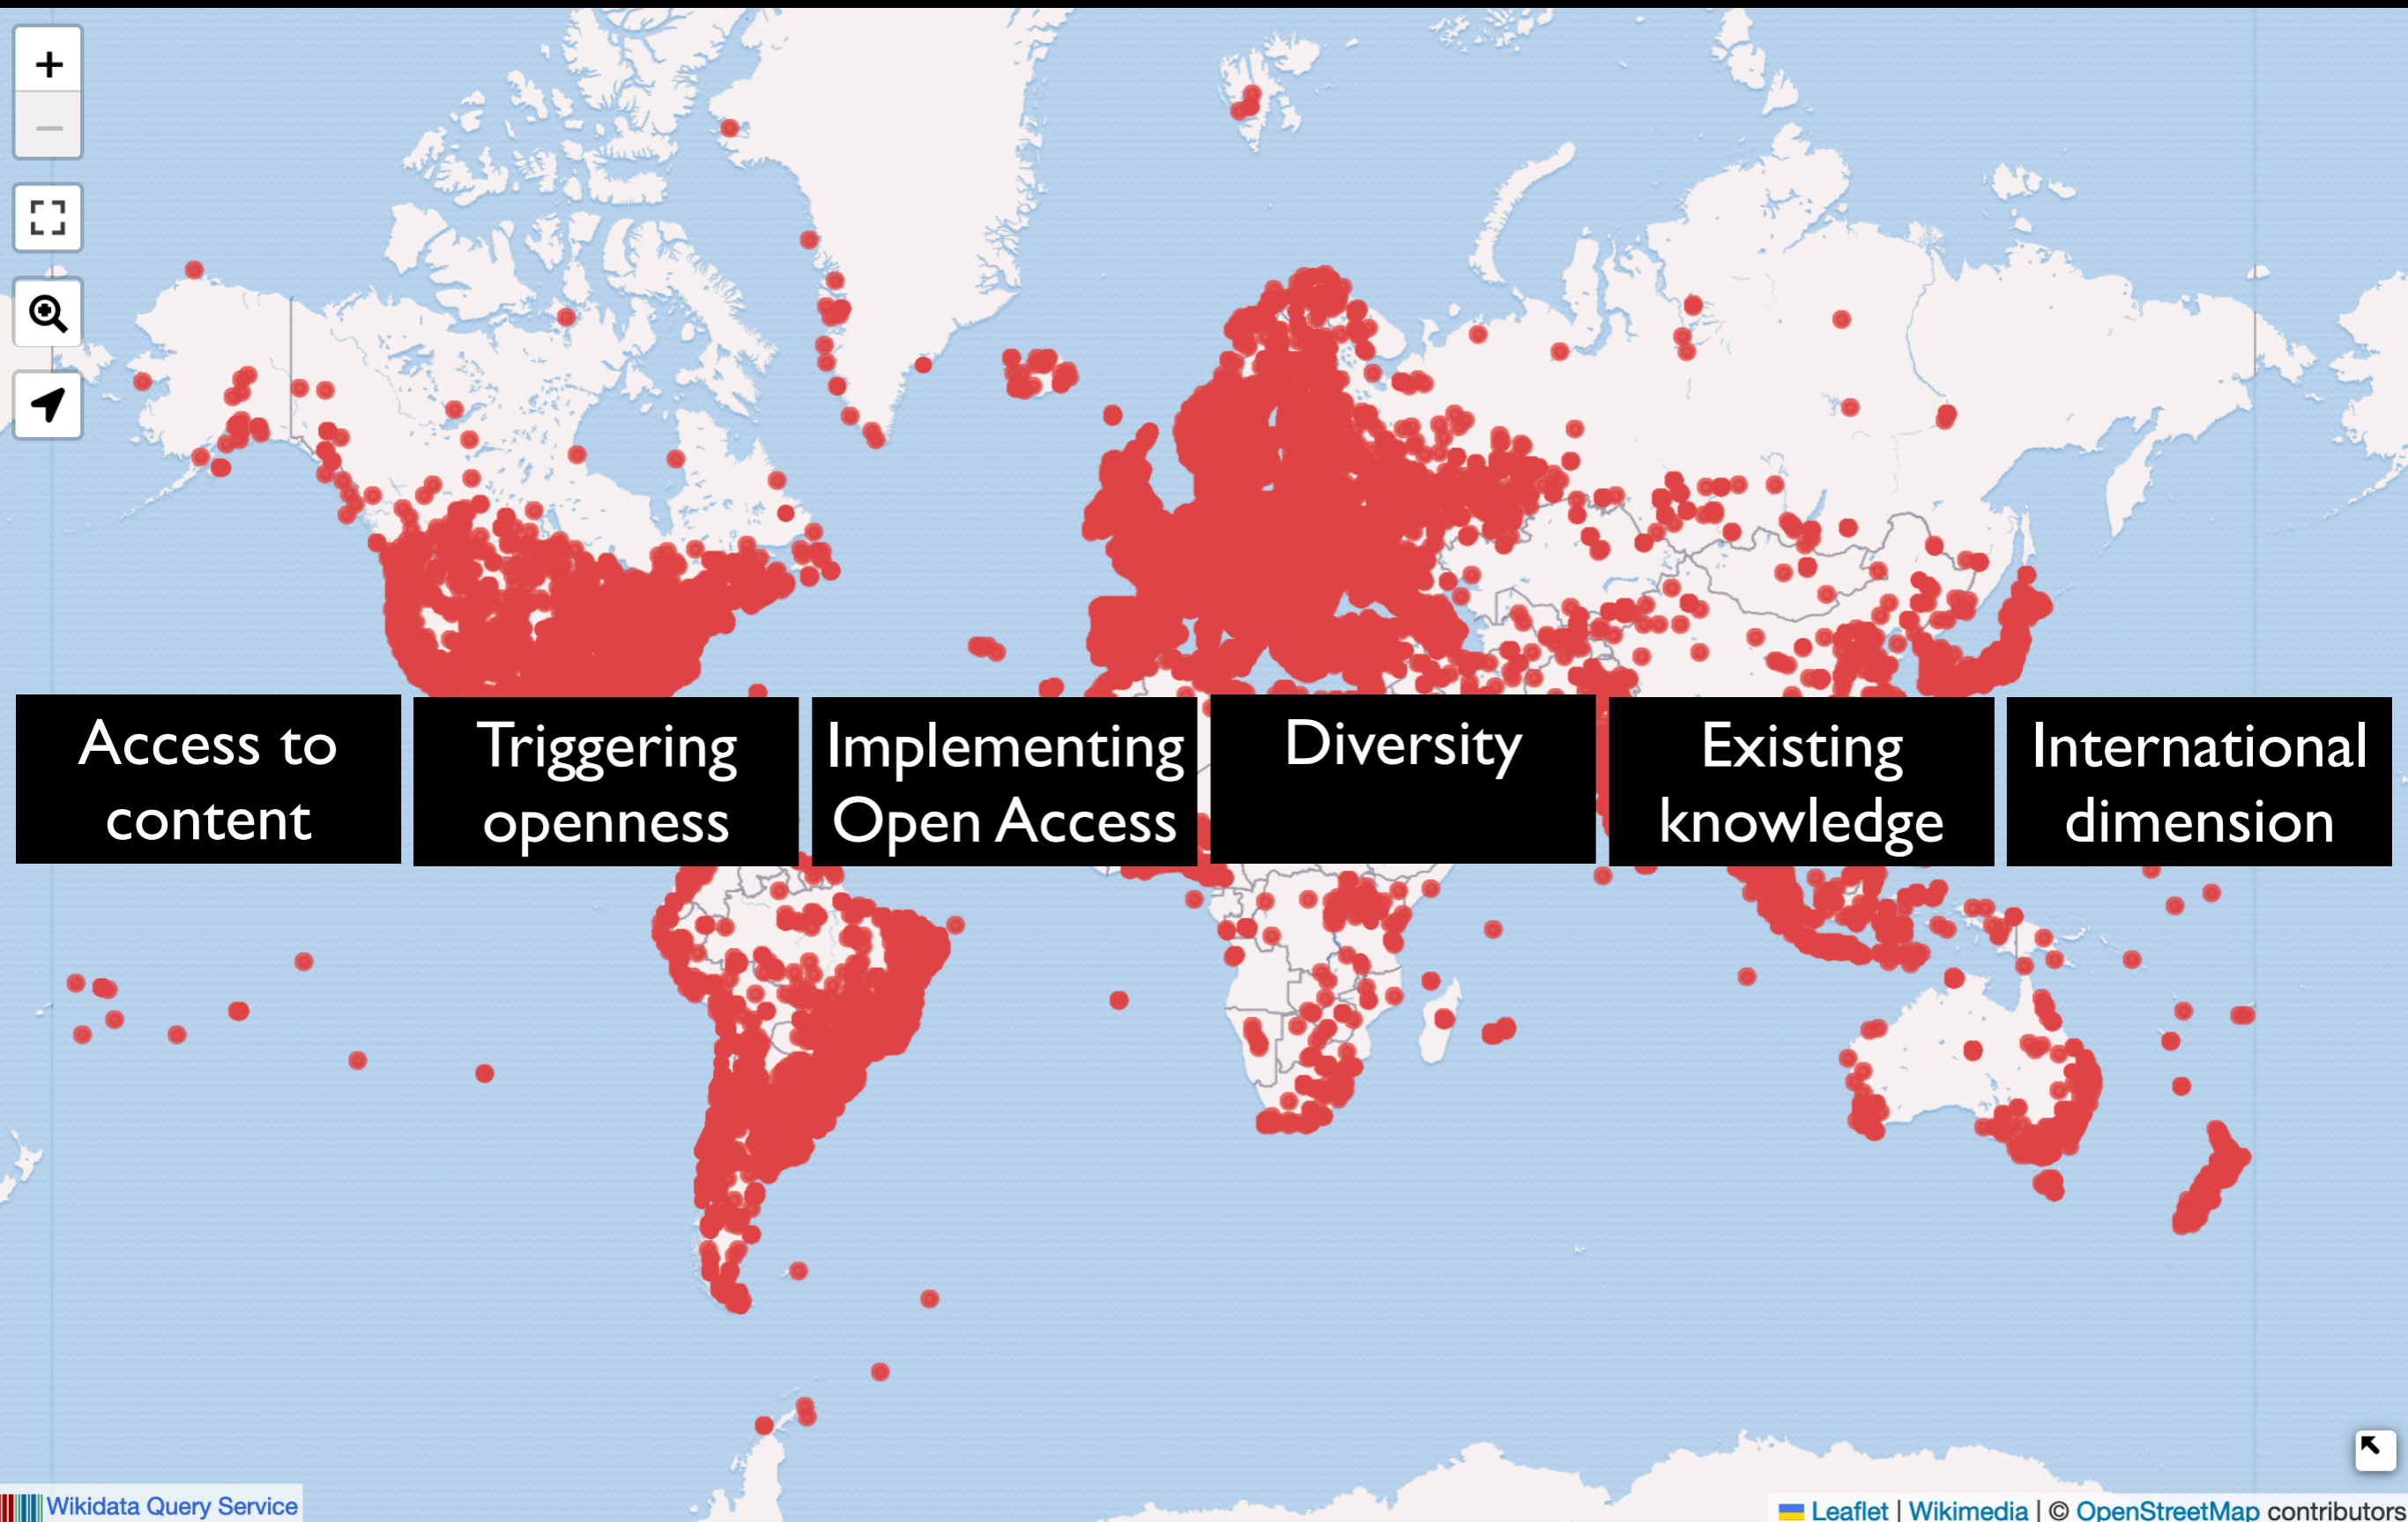 +
−
Access to
content
Triggering
openness
Implementing
Open Access
Diversity
Existing
knowledge
International
dimension
Wikidata Query Service
Leaflet | Wikimedia | © OpenStreetMap contributors